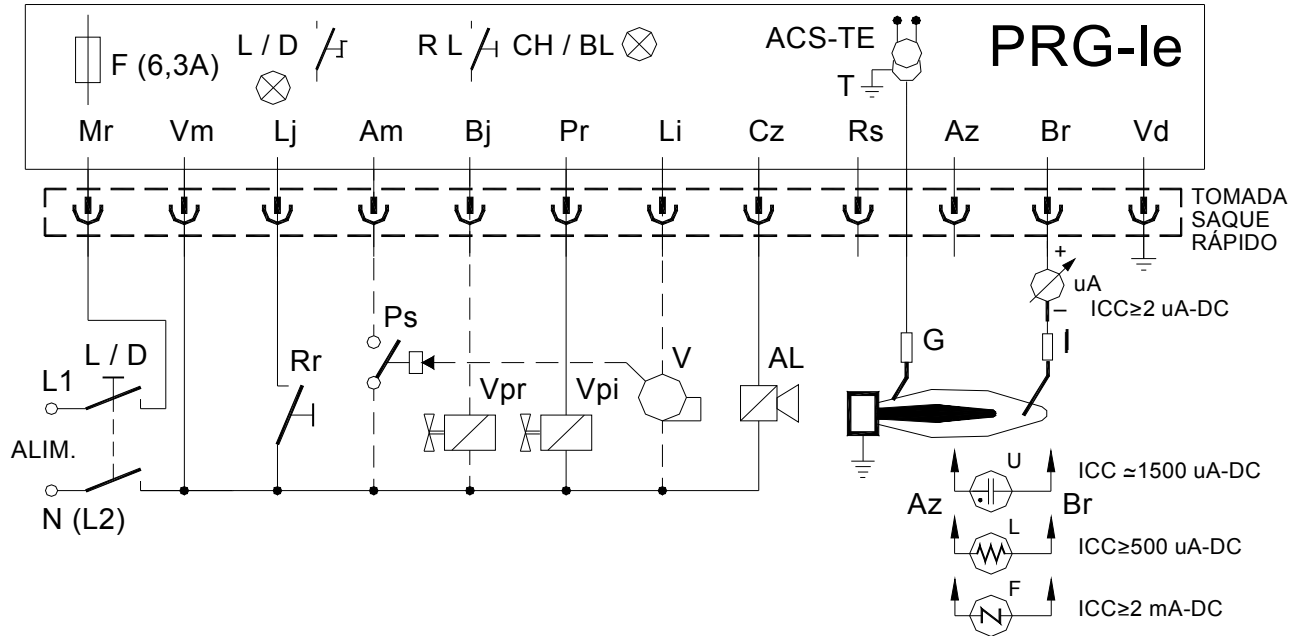 F (6,3A)
L / D
R L
CH / BL
ACS-TE
T
PRG-Ie
Mr Vm Lj Am Bj Pr Li Cz Rs Az Br Vd
TOMADA
SAQUE
RÁPIDO
+
uA
–
ICC≥2 uA-DC
L / D
L1
ALIM.
N (L2)
Rr
Ps
Vpr
Vpi
V
AL
G
I
Az
Br
U
ICC ≃1500 uA-DC
L
ICC≥500 uA-DC
F
ICC≥2 mA-DC